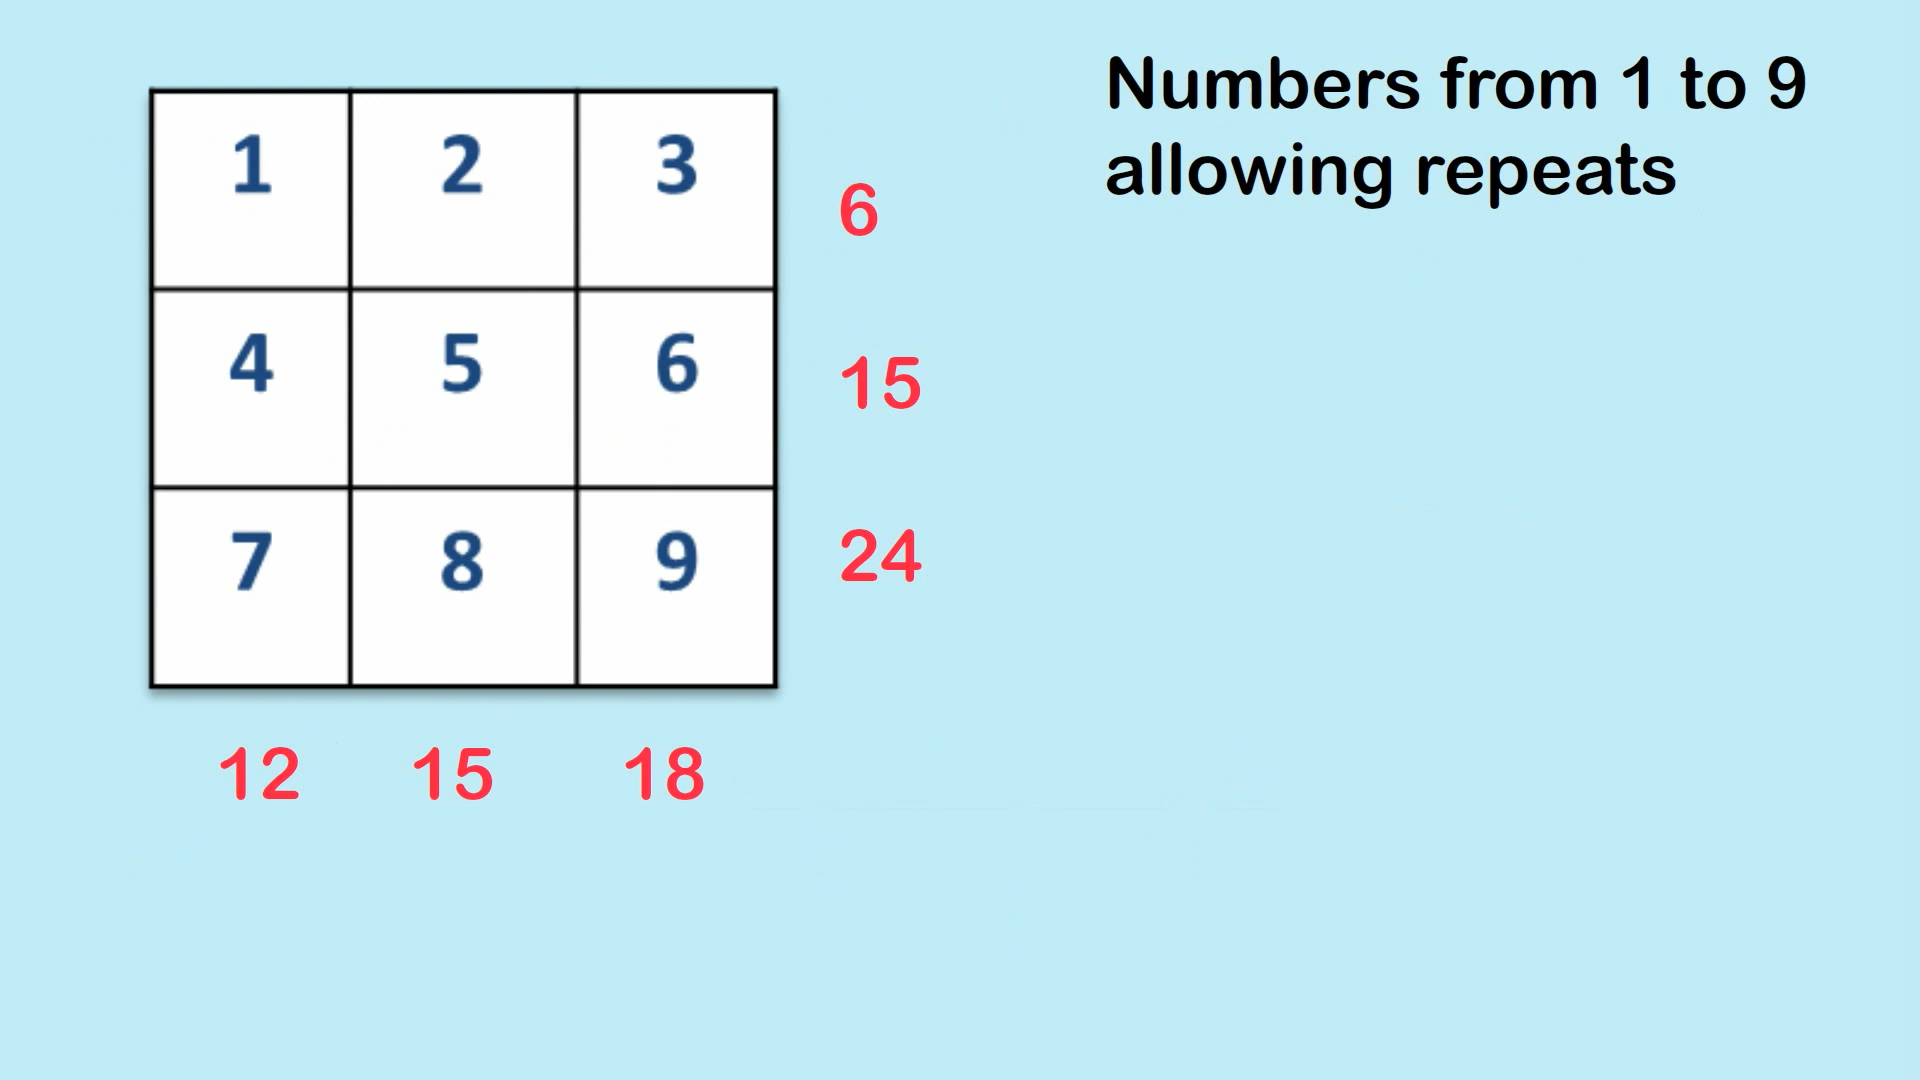 Numbers from 1 to 9
allowing repeats
1 2 3 6
4 5 6 15
7 8 9 24
12 15 18